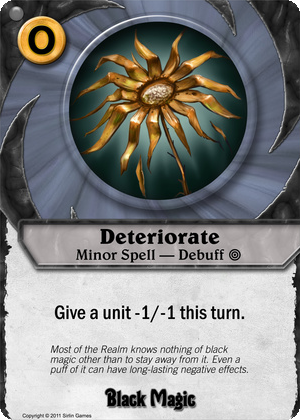 0
Deteriorate
Minor Spell — Debuff ◎
Give a unit -1/-1 this turn.
Most of the Realm knows nothing of black
magic other than to stay away from it. Even a
puff of it can have long-lasting negative effects.
Copyright © 2011 Sirlin Games
Black Magic